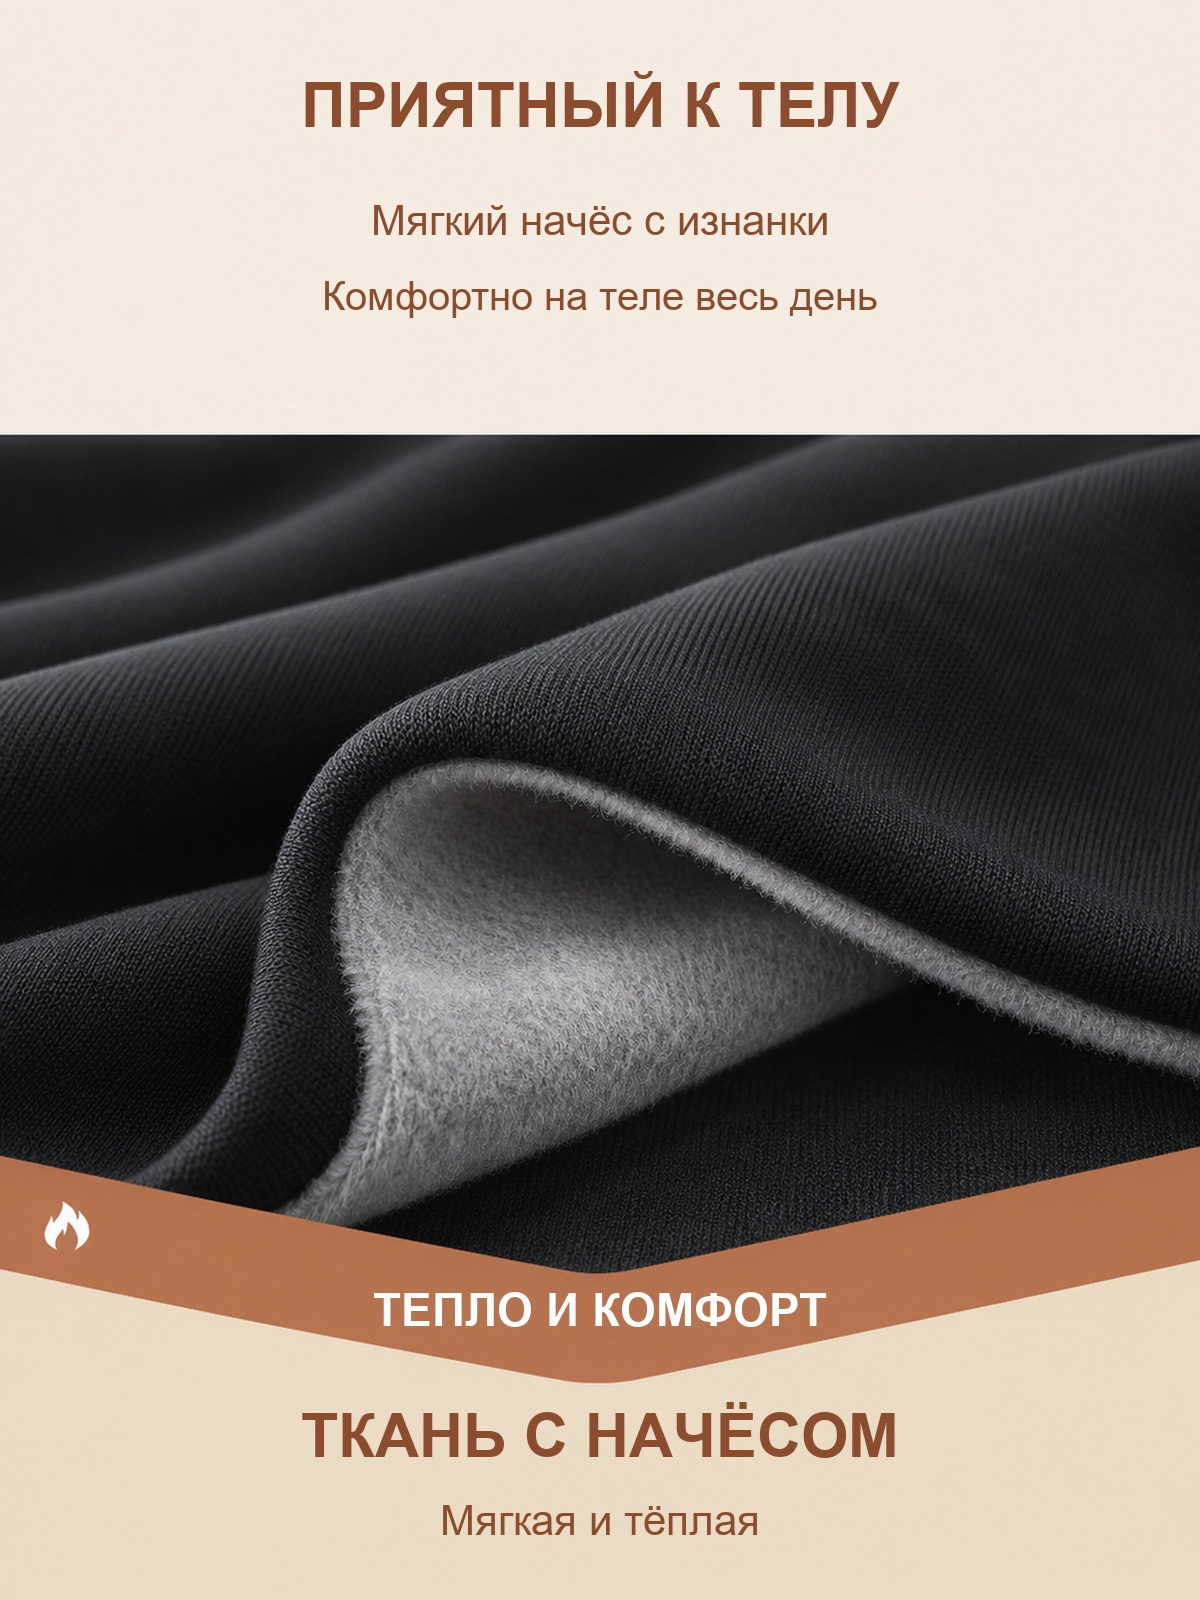 ПРИЯТНЫЙ К ТЕЛУ
Мягкий начёс с изнанки
Комфортно на теле весь день
ТЕПЛО И КОМФОРТ
ТКАНЬ С НАЧЁСОМ
Мягкая и тёплая